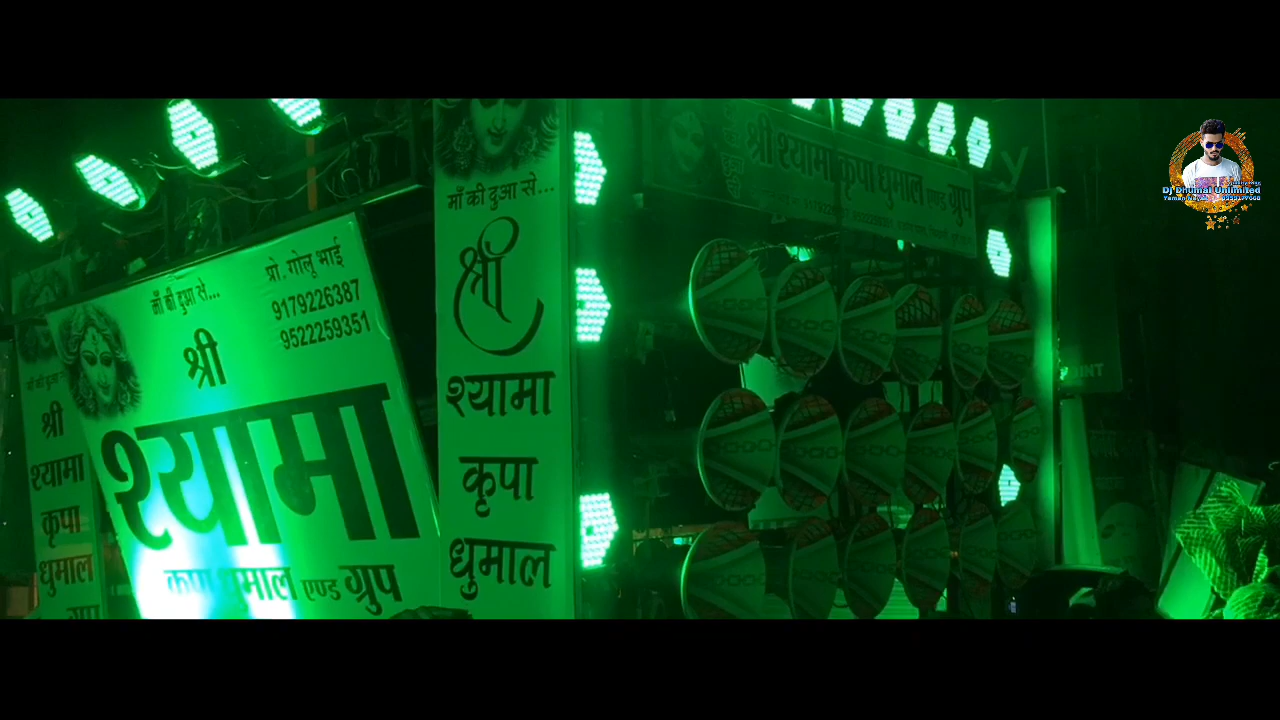 माँ की दुआ से...
प्रो. गोलू भाई
9179226387
9522259351
श्री
श्यामा
कृपा धुमाल एण्ड ग्रुप
श्री
श्यामा
कृपा
धुमाल
माँ की दुआ से...
श्री
श्यामा
कृपा
धुमाल
श्री श्यामा कृपा धुमाल एण्ड ग्रुप
Dj Dhumal Unlimited